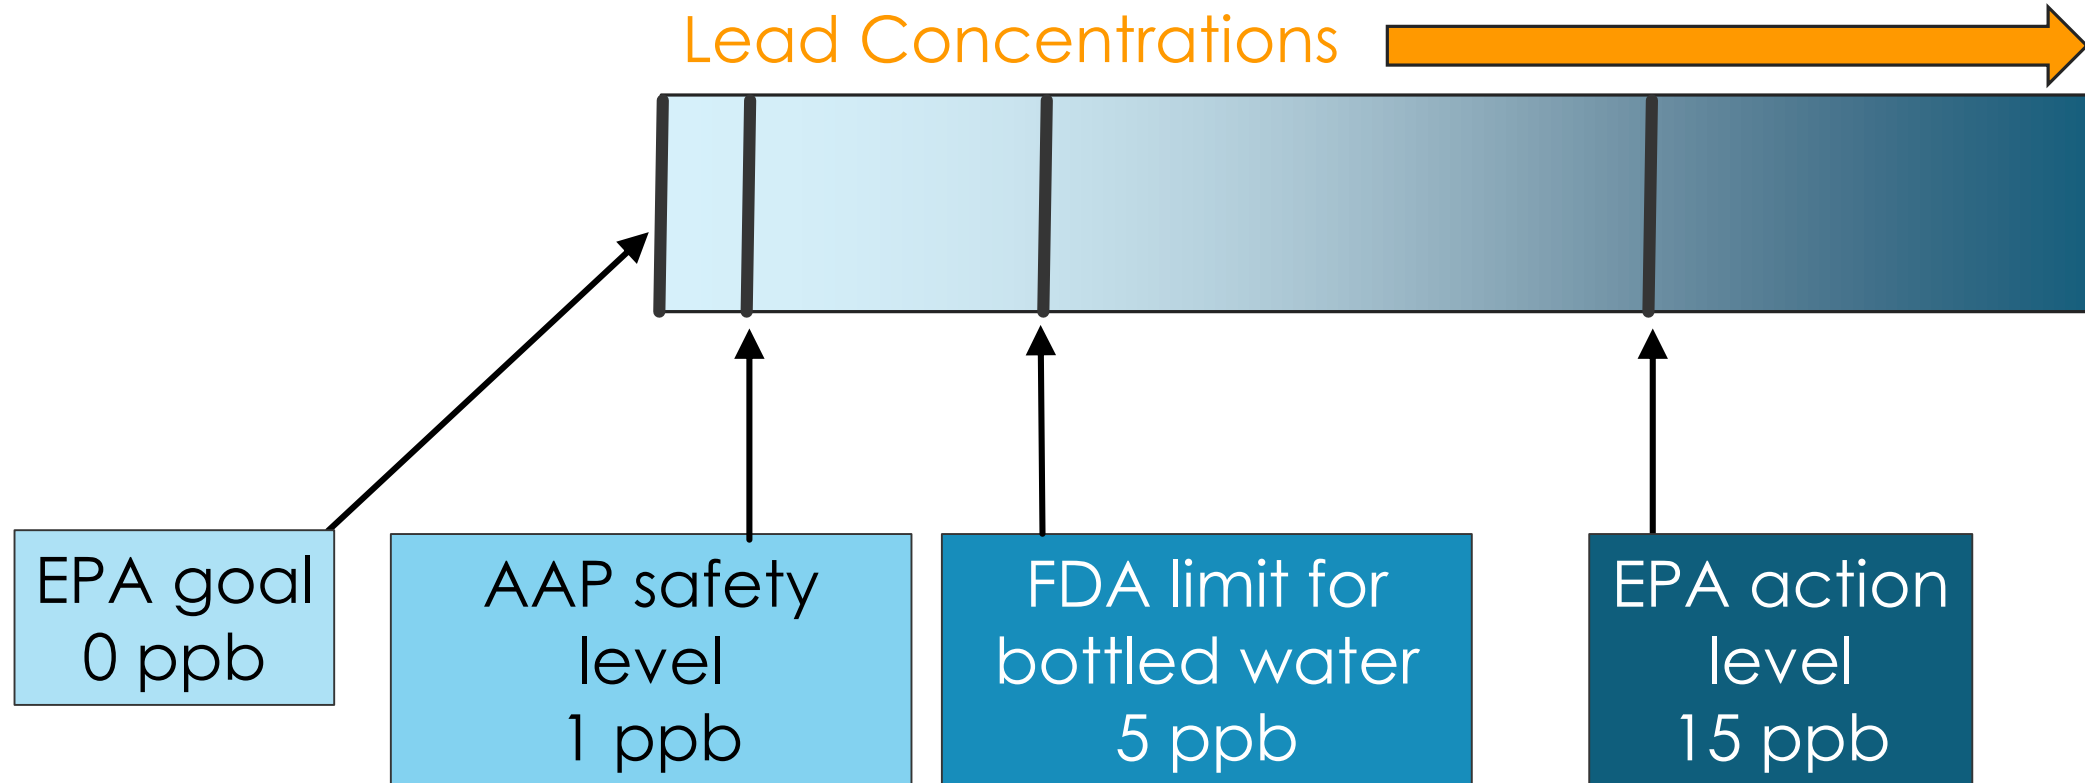 Lead Concentrations
EPA goal
0 ppb
AAP safety
level
1 ppb
FDA limit for
bottled water
5 ppb
EPA action
level
15 ppb